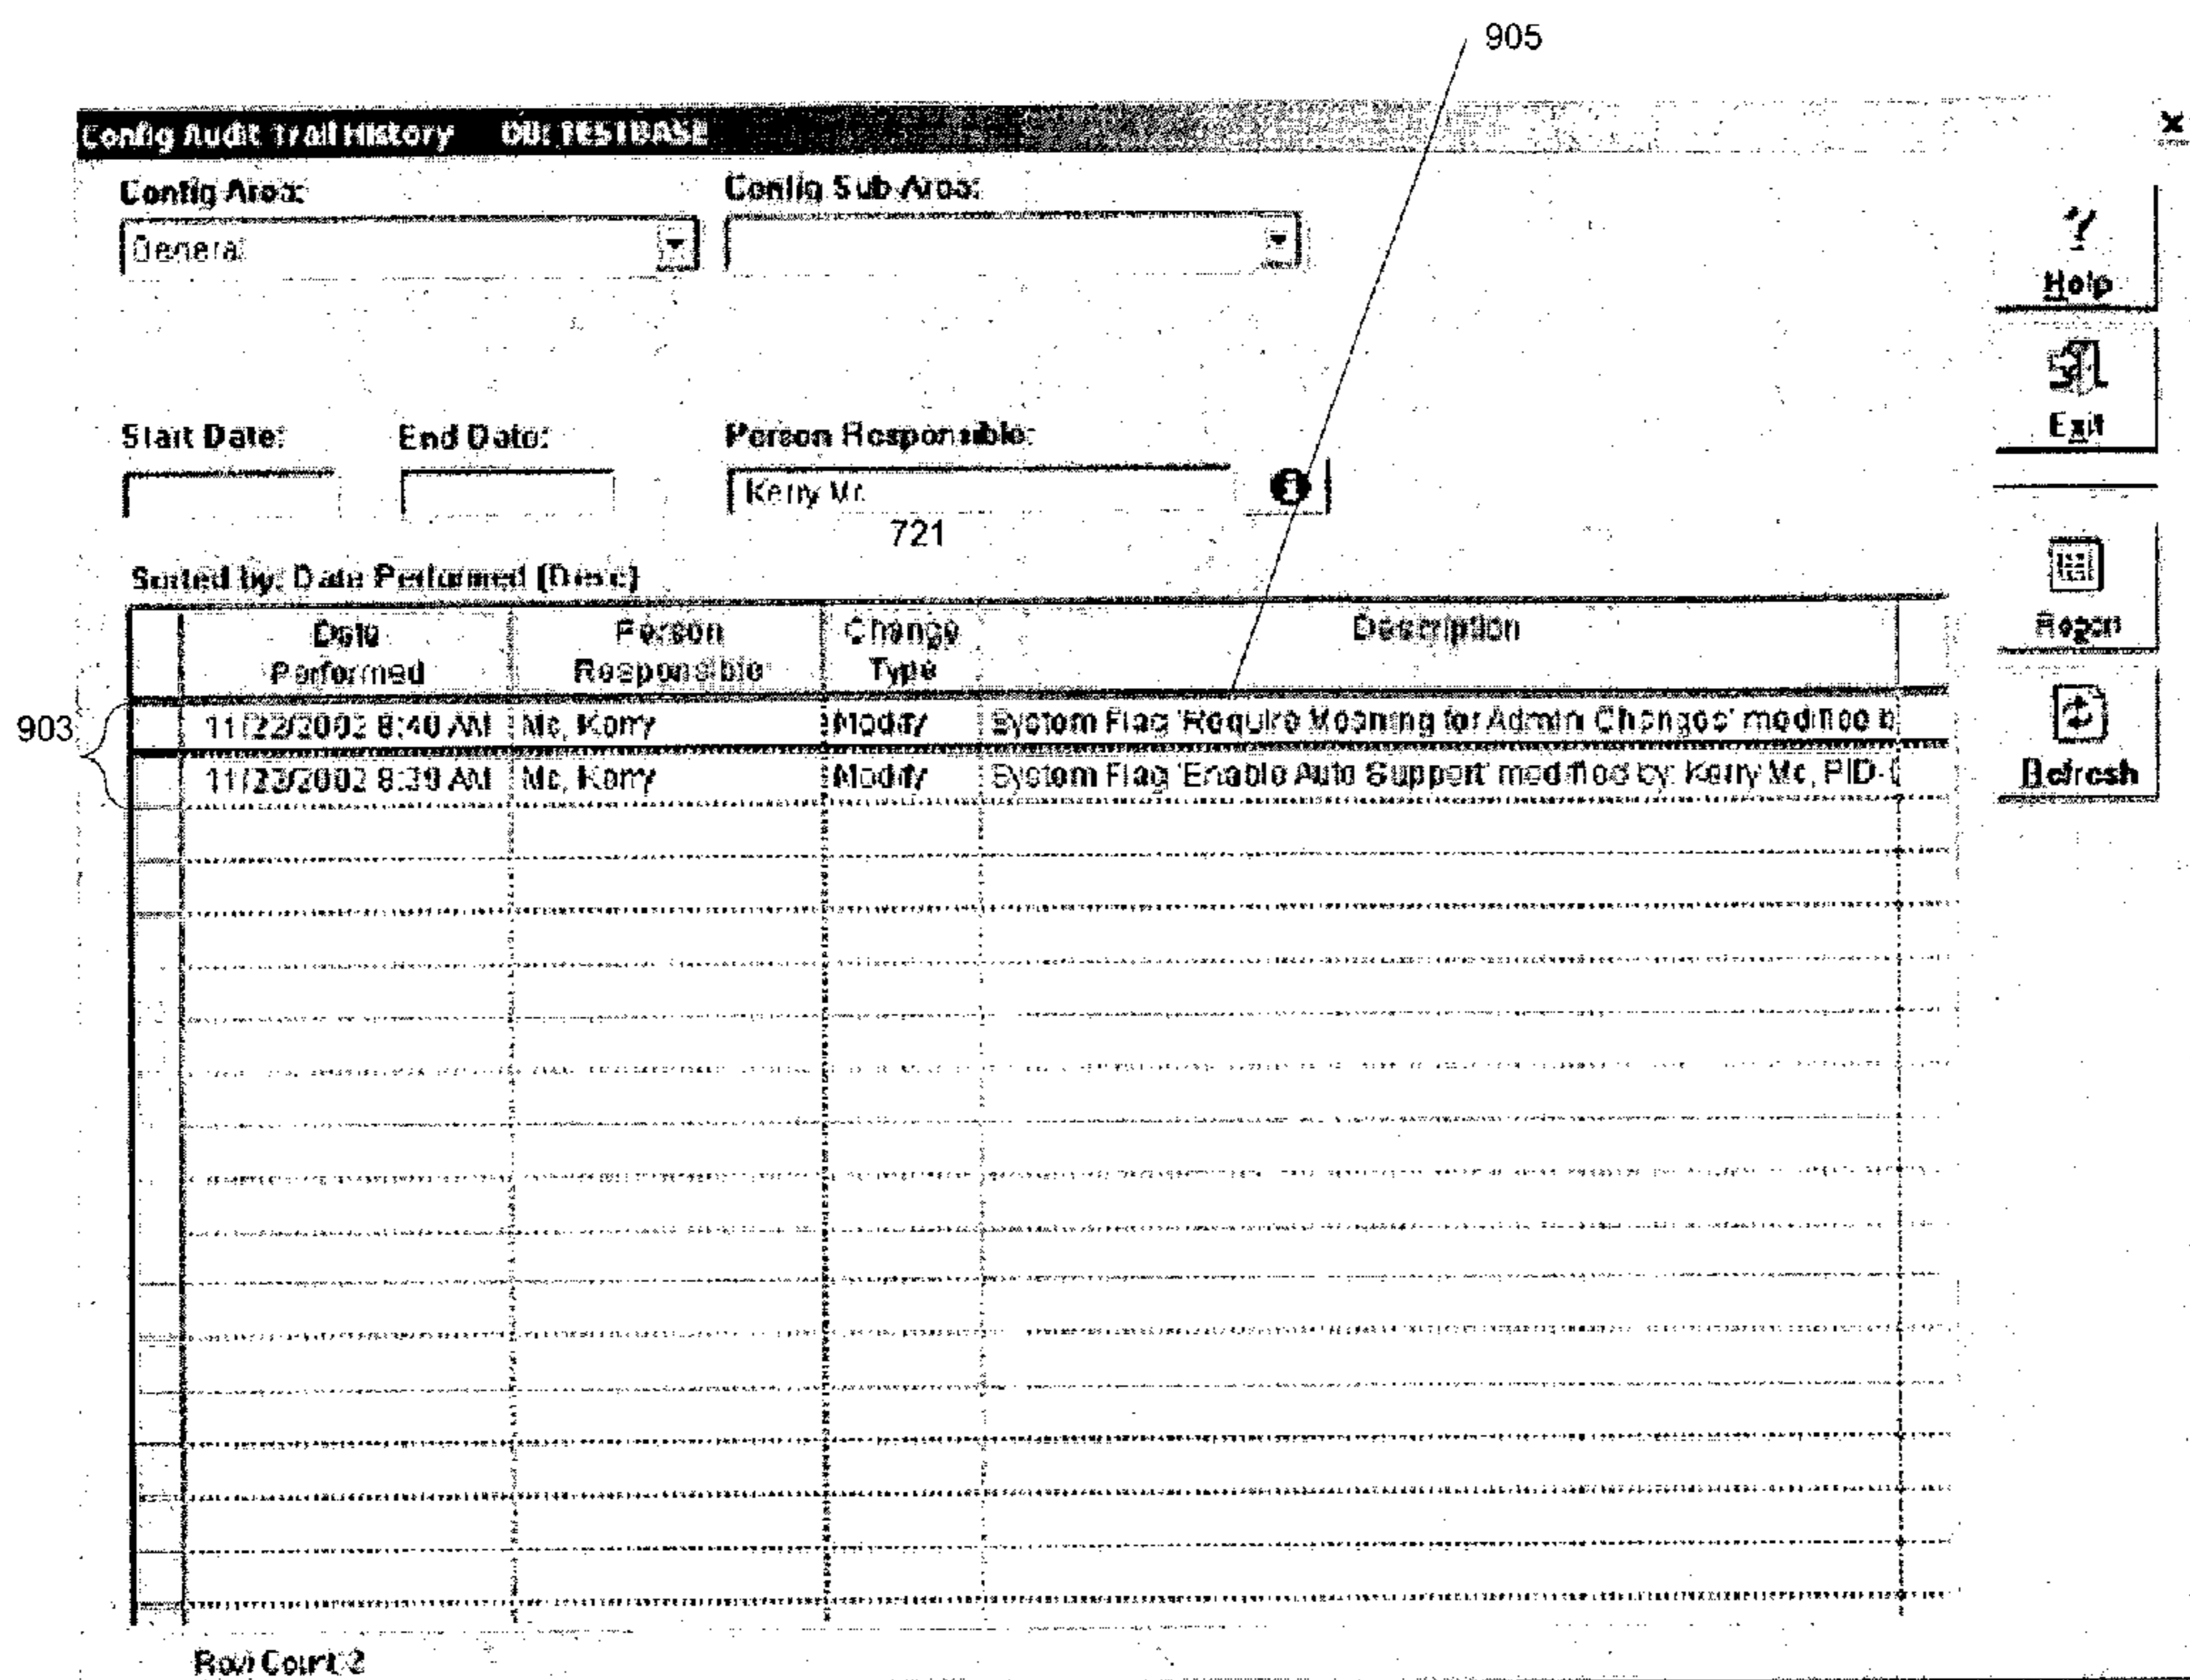 905
Config Audit Trail History DB: TESTBASE
Config Area: Config Sub-Area:
General
Help
Exit
Start Date: End Date: Person Responsible:
Kerry Mc
721
Sorted by: Date Performed (Desc)
Date Performed Person Responsible Change Type Description
Report
903
11/22/2002 8:40 AM Mc, Kerry Modify System Flag 'Require Meaning for Admin Changes' modified b
11/22/2002 8:39 AM Mc, Kerry Modify System Flag 'Enable Auto Support' modified by: Kerry Mc, PID-
Refresh
Row Count: 2